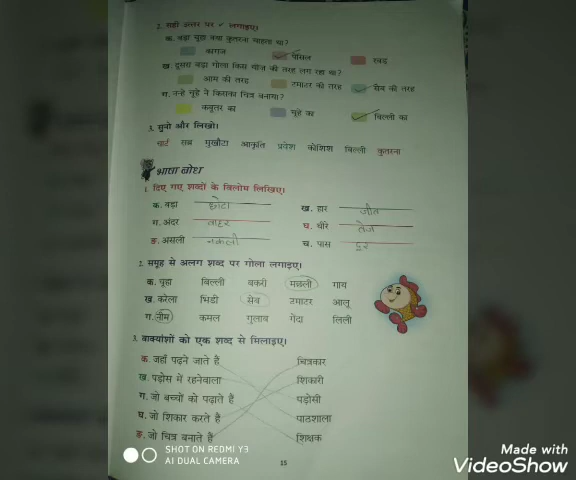 2. सही उत्तर पर ✓ लगाइए।
क. बड़ा चूहा क्या कुतरना चाहता था?
कागज पेंसिल रबड़
ख. दूसरा बड़ा गोला किस चीज़ की तरह लग रहा था?
आम की तरह टमाटर की तरह सेब की तरह
ग. नन्हे चूहे ने किसका चित्र बनाया?
कबूतर का चूहे का बिल्ली का
3. सुनो और लिखो।
सब्र मुखौटा आकृति प्रवेश कोशिश बिल्ली कुतरना
भाषा बोध
1. दिए गए शब्दों के विलोम लिखिए।
क. बड़ा छोटा ख. हार जीत
ग. अंदर बाहर घ. धीरे तेज
ङ. असली नकली च. पास दूर
2. समूह से अलग शब्द पर गोला लगाइए।
क. चूहा बिल्ली बकरी मछली गाय
ख. करेला भिंडी सेब टमाटर आलू
ग. नीम कमल गुलाब गेंदा लिली
3. वाक्यांशों को एक शब्द से मिलाइए।
क. जहाँ पढ़ने जाते हैं चित्रकार
ख. पड़ोस में रहनेवाला शिकारी
ग. जो बच्चों को पढ़ाते हैं पड़ोसी
घ. जो शिकार करते हैं पाठशाला
ङ. जो चित्र बनाते हैं शिक्षक
SHOT ON REDMI Y3
AI DUAL CAMERA
15
Made with
VideoShow